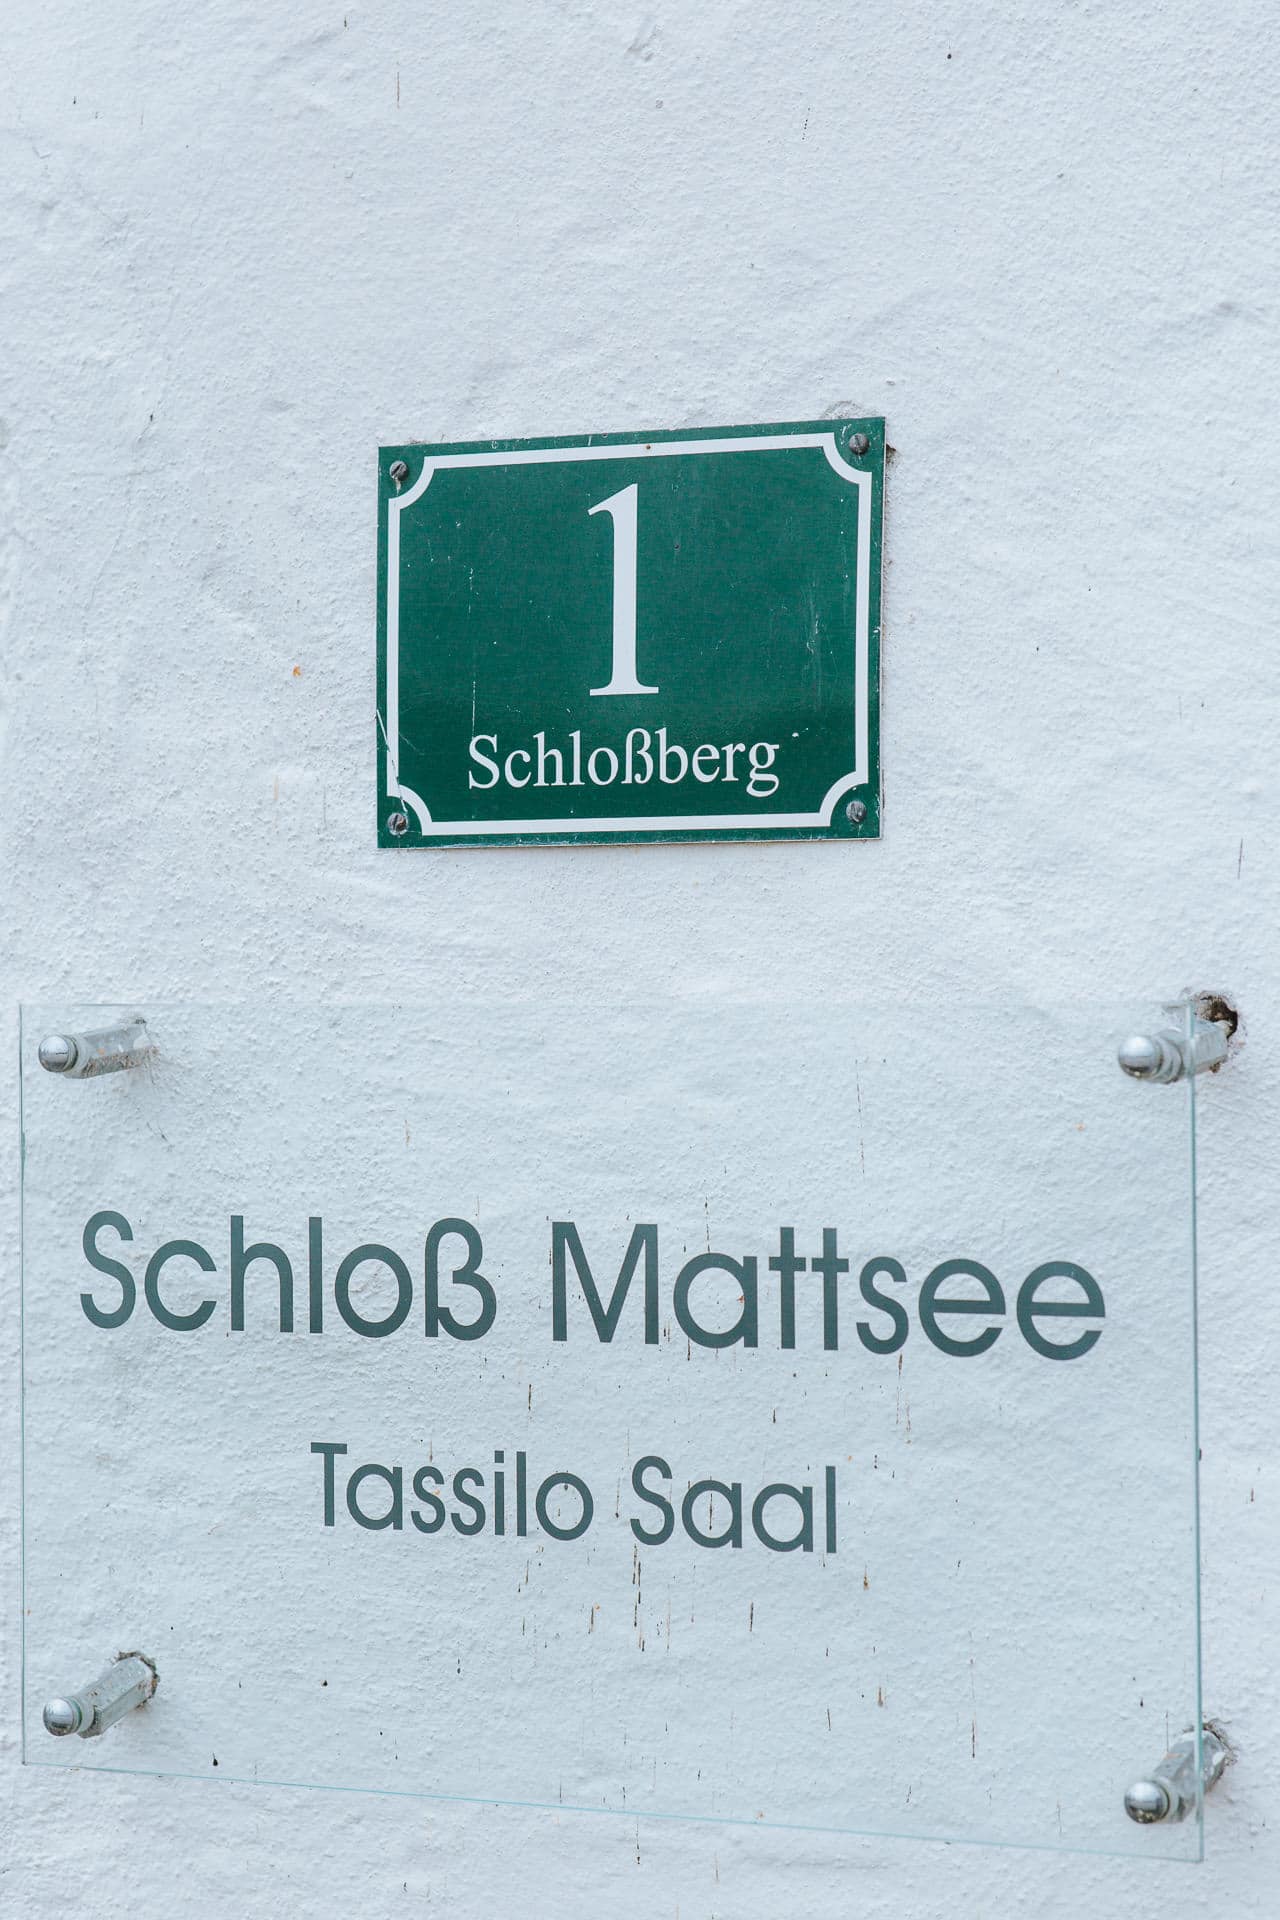 1
Schloßberg
Schloß Mattsee
Tassilo Saal